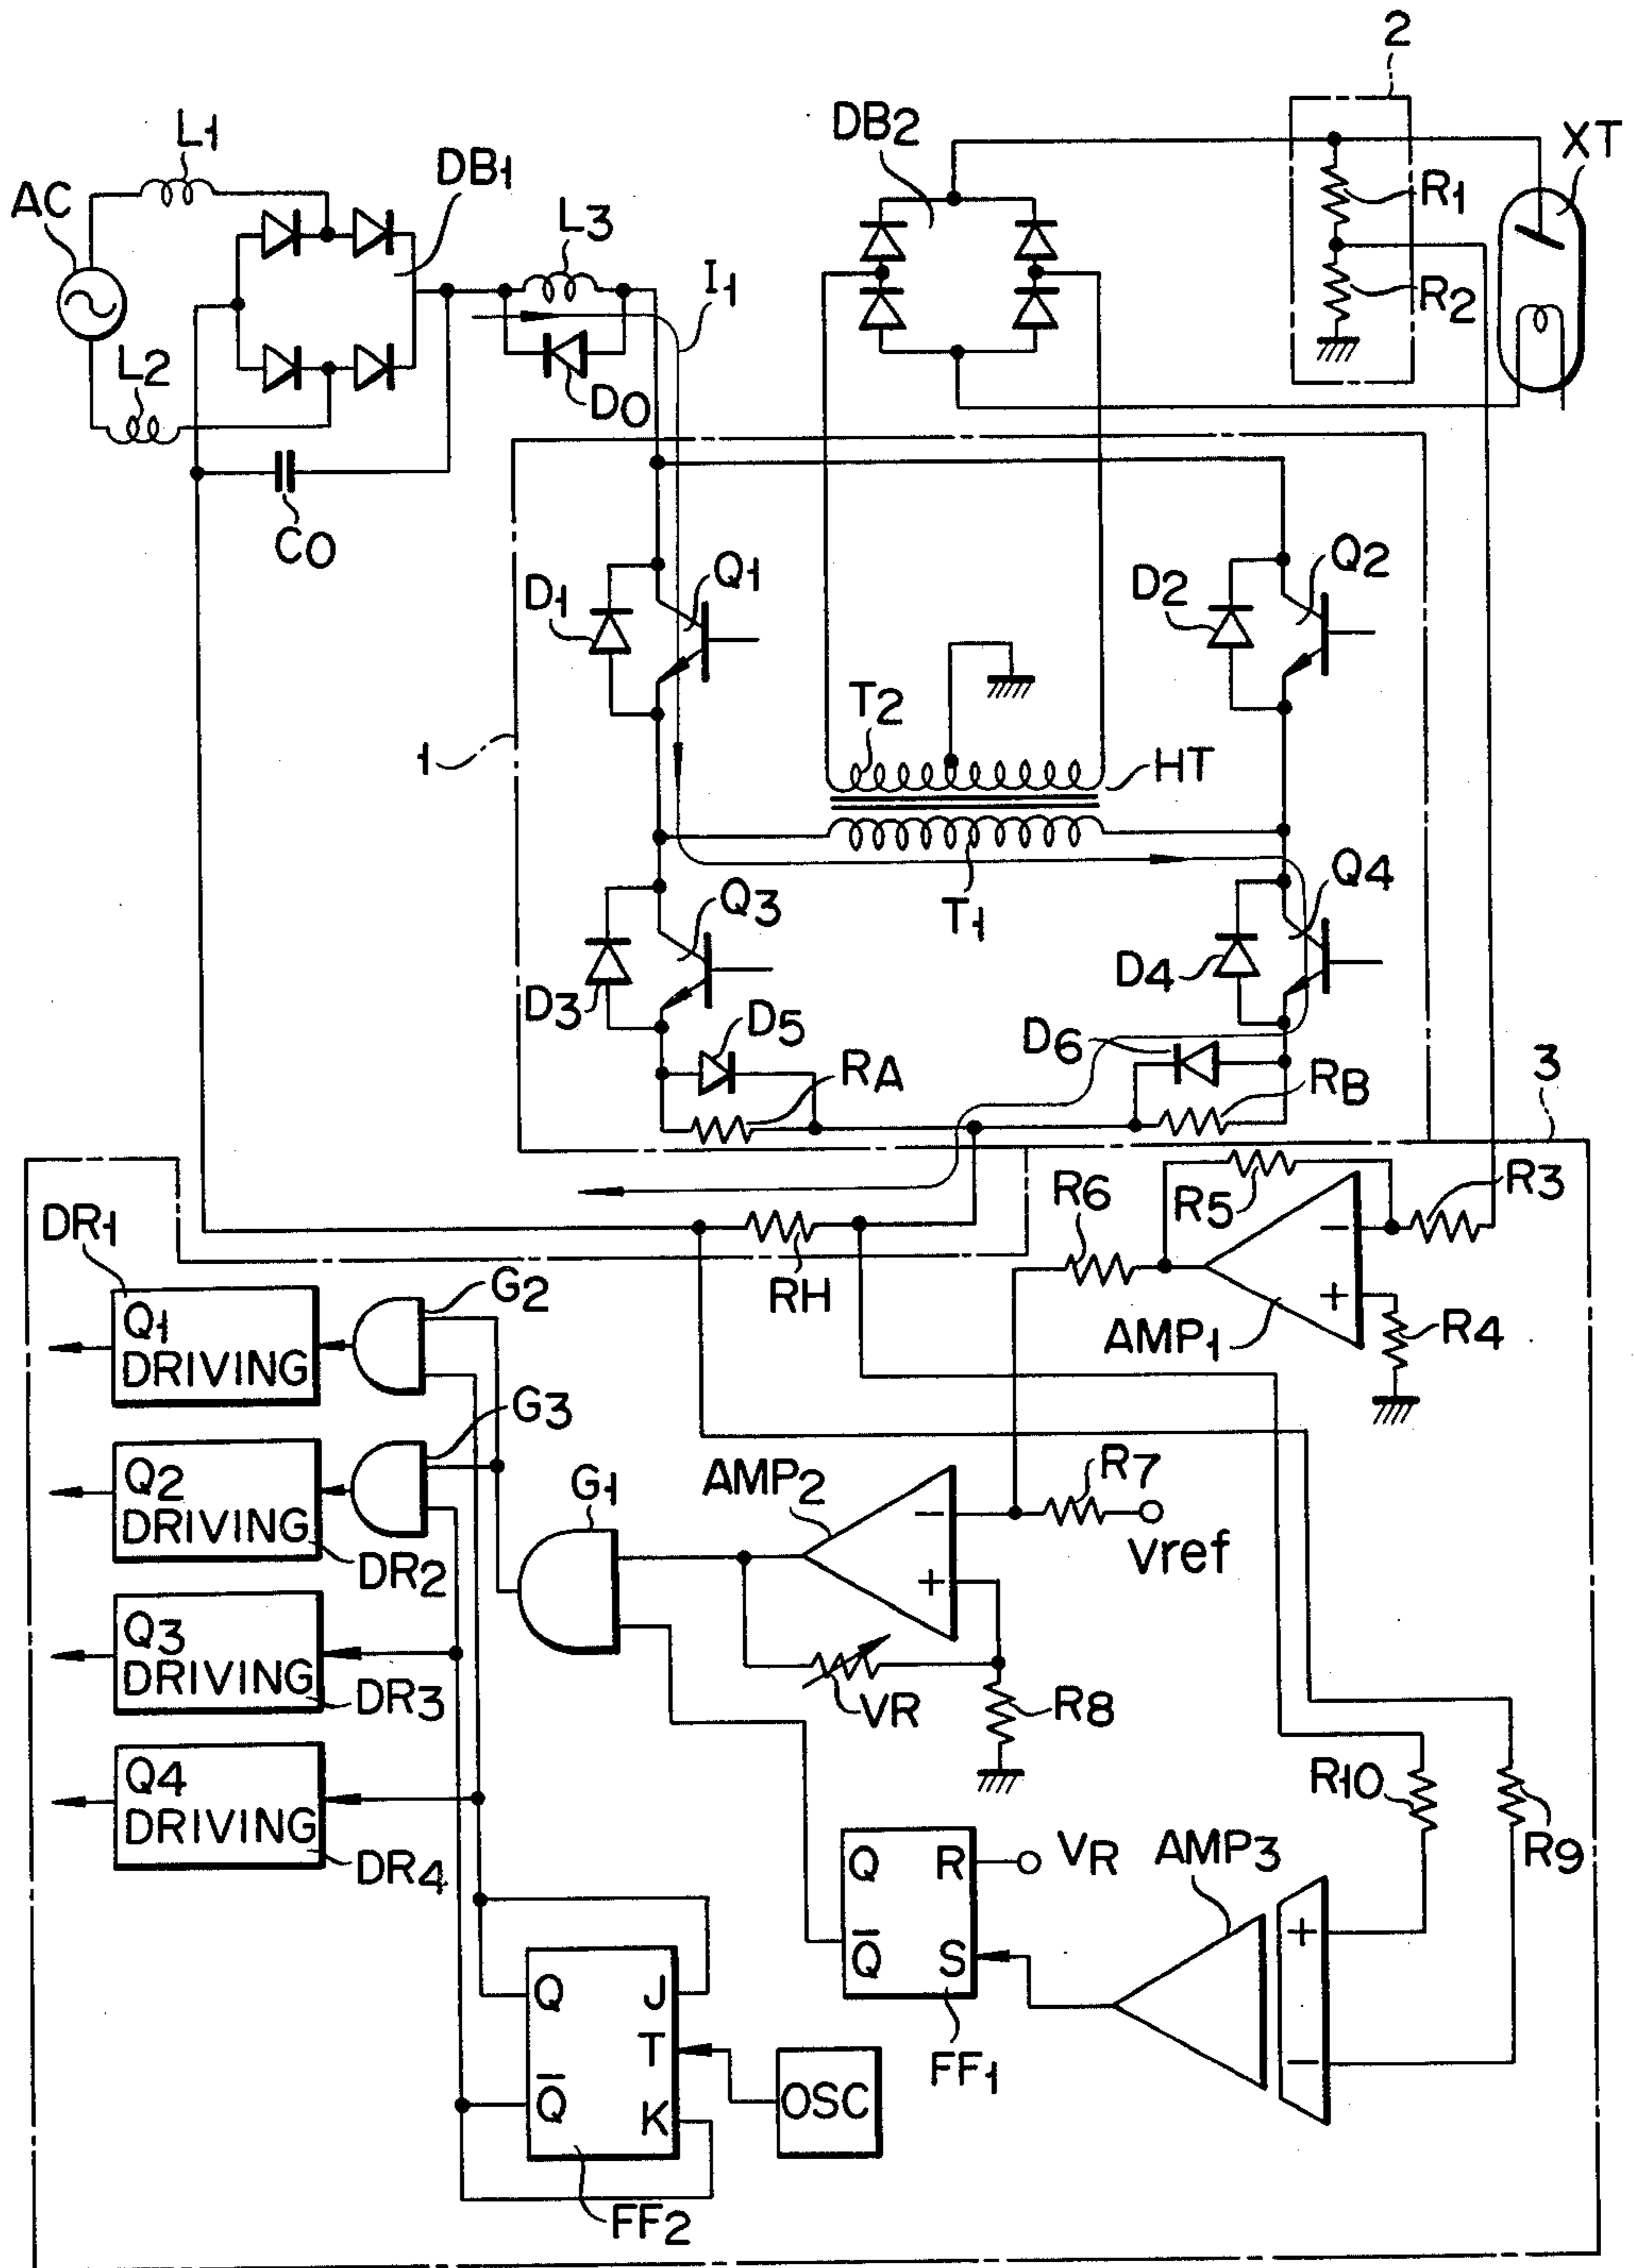 2
L1
DB2
XT
AC
DB1
R1
L3
I1
R2
L2
D0
C0
Q1
Q2
D1
D2
T2
1
HT
T1
Q3
Q4
D3
D4
D5
D6
RA
RB
3
R6
R5
R3
DR1
RH
AMP1
R4
G2
Q1
DRIVING
G3
Q2
DRIVING
DR2
G1
AMP2
R7
Vref
−
+
−
+
Q3
DRIVING
DR3
VR
R8
Q4
DRIVING
DR4
R10
R9
Q
R
VR
AMP3
Q̅
S
+
−
FF1
Q
J
T
Q̅
K
OSC
FF2